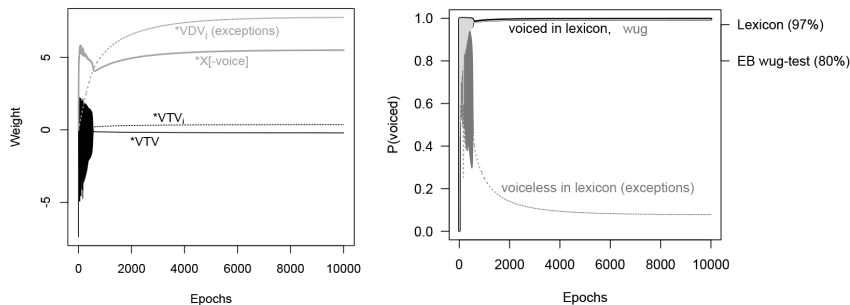 Weight
5
0
-5
*VDVi (exceptions)
*X[-voice]
*VTVi
*VTV
0 2000 4000 6000 8000 10000
Epochs
P(voiced)
1.0
0.8
0.6
0.4
0.2
0.0
voiced in lexicon, wug
voiceless in lexicon (exceptions)
0 2000 4000 6000 8000 10000
Epochs
Lexicon (97%)
EB wug-test (80%)